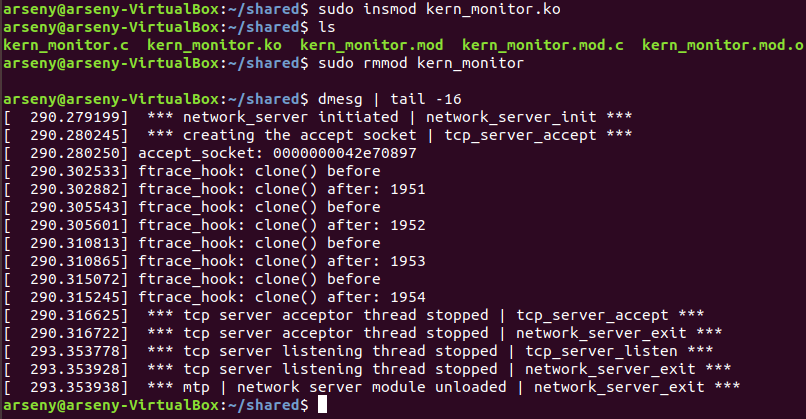 arseny@arseny-VirtualBox:~/shared$ sudo insmod kern_monitor.ko
arseny@arseny-VirtualBox:~/shared$ ls
kern_monitor.c  kern_monitor.ko  kern_monitor.mod  kern_monitor.mod.c  kern_monitor.mod.o
arseny@arseny-VirtualBox:~/shared$ sudo rmmod kern_monitor
arseny@arseny-VirtualBox:~/shared$ dmesg | tail -16
[  290.279199]  *** network_server initiated | network_server_init ***
[  290.280245]  *** creating the accept socket | tcp_server_accept ***
[  290.280250] accept_socket: 0000000042e70897
[  290.302533] ftrace_hook: clone() before
[  290.302882] ftrace_hook: clone() after: 1951
[  290.305543] ftrace_hook: clone() before
[  290.305601] ftrace_hook: clone() after: 1952
[  290.310813] ftrace_hook: clone() before
[  290.310865] ftrace_hook: clone() after: 1953
[  290.315072] ftrace_hook: clone() before
[  290.315245] ftrace_hook: clone() after: 1954
[  290.316625]  *** tcp server acceptor thread stopped | tcp_server_accept ***
[  290.316722]  *** tcp server acceptor thread stopped | network_server_exit ***
[  293.353778]  *** tcp server listening thread stopped | tcp_server_listen ***
[  293.353928]  *** tcp server listening thread stopped | network_server_exit ***
[  293.353938]  *** mtp | network server module unloaded | network_server_exit ***
arseny@arseny-VirtualBox:~/shared$